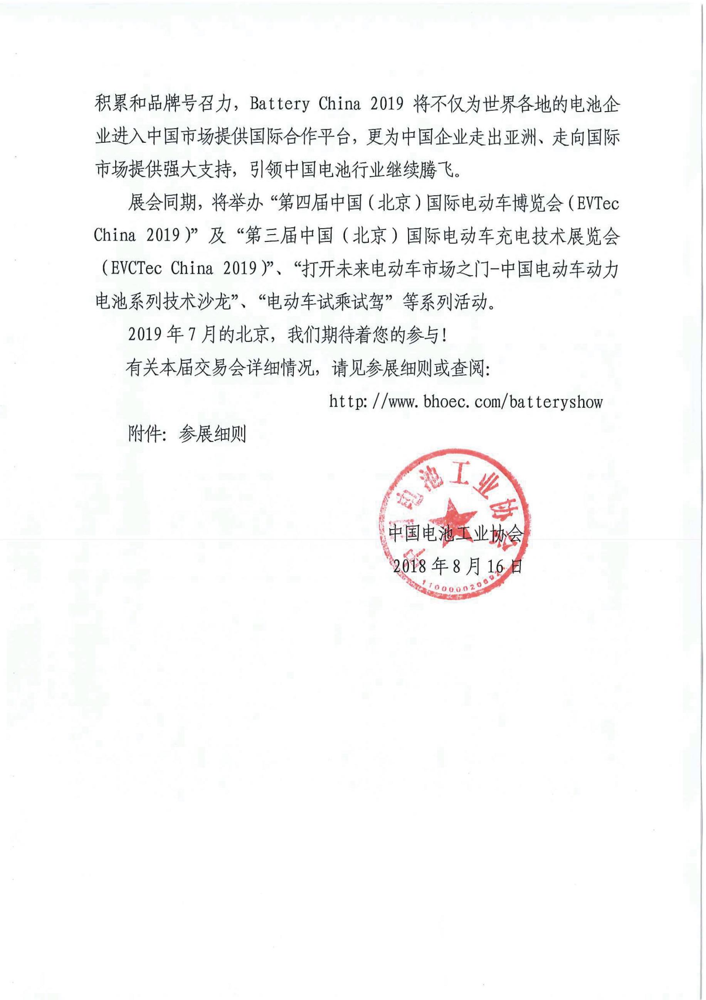 积累和品牌号召力，Battery China 2019 将不仅为世界各地的电池企
业进入中国市场提供国际合作平台，更为中国企业走出亚洲、走向国际
市场提供强大支持，引领中国电池行业继续腾飞。
展会同期，将举办“第四届中国（北京）国际电动车博览会（EVTec
China 2019）”及“第三届中国（北京）国际电动车充电技术展览会
（EVCTec China 2019）”、“打开未来电动车市场之门-中国电动车动力
电池系列技术沙龙”、“电动车试乘试驾”等系列活动。
2019 年 7 月的北京，我们期待着您的参与！
有关本届交易会详细情况，请见参展细则或查阅：
http://www.bhoec.com/batteryshow
附件：参展细则
中国电池工业协会
中国电池工业协会
2018 年 8 月 16 日